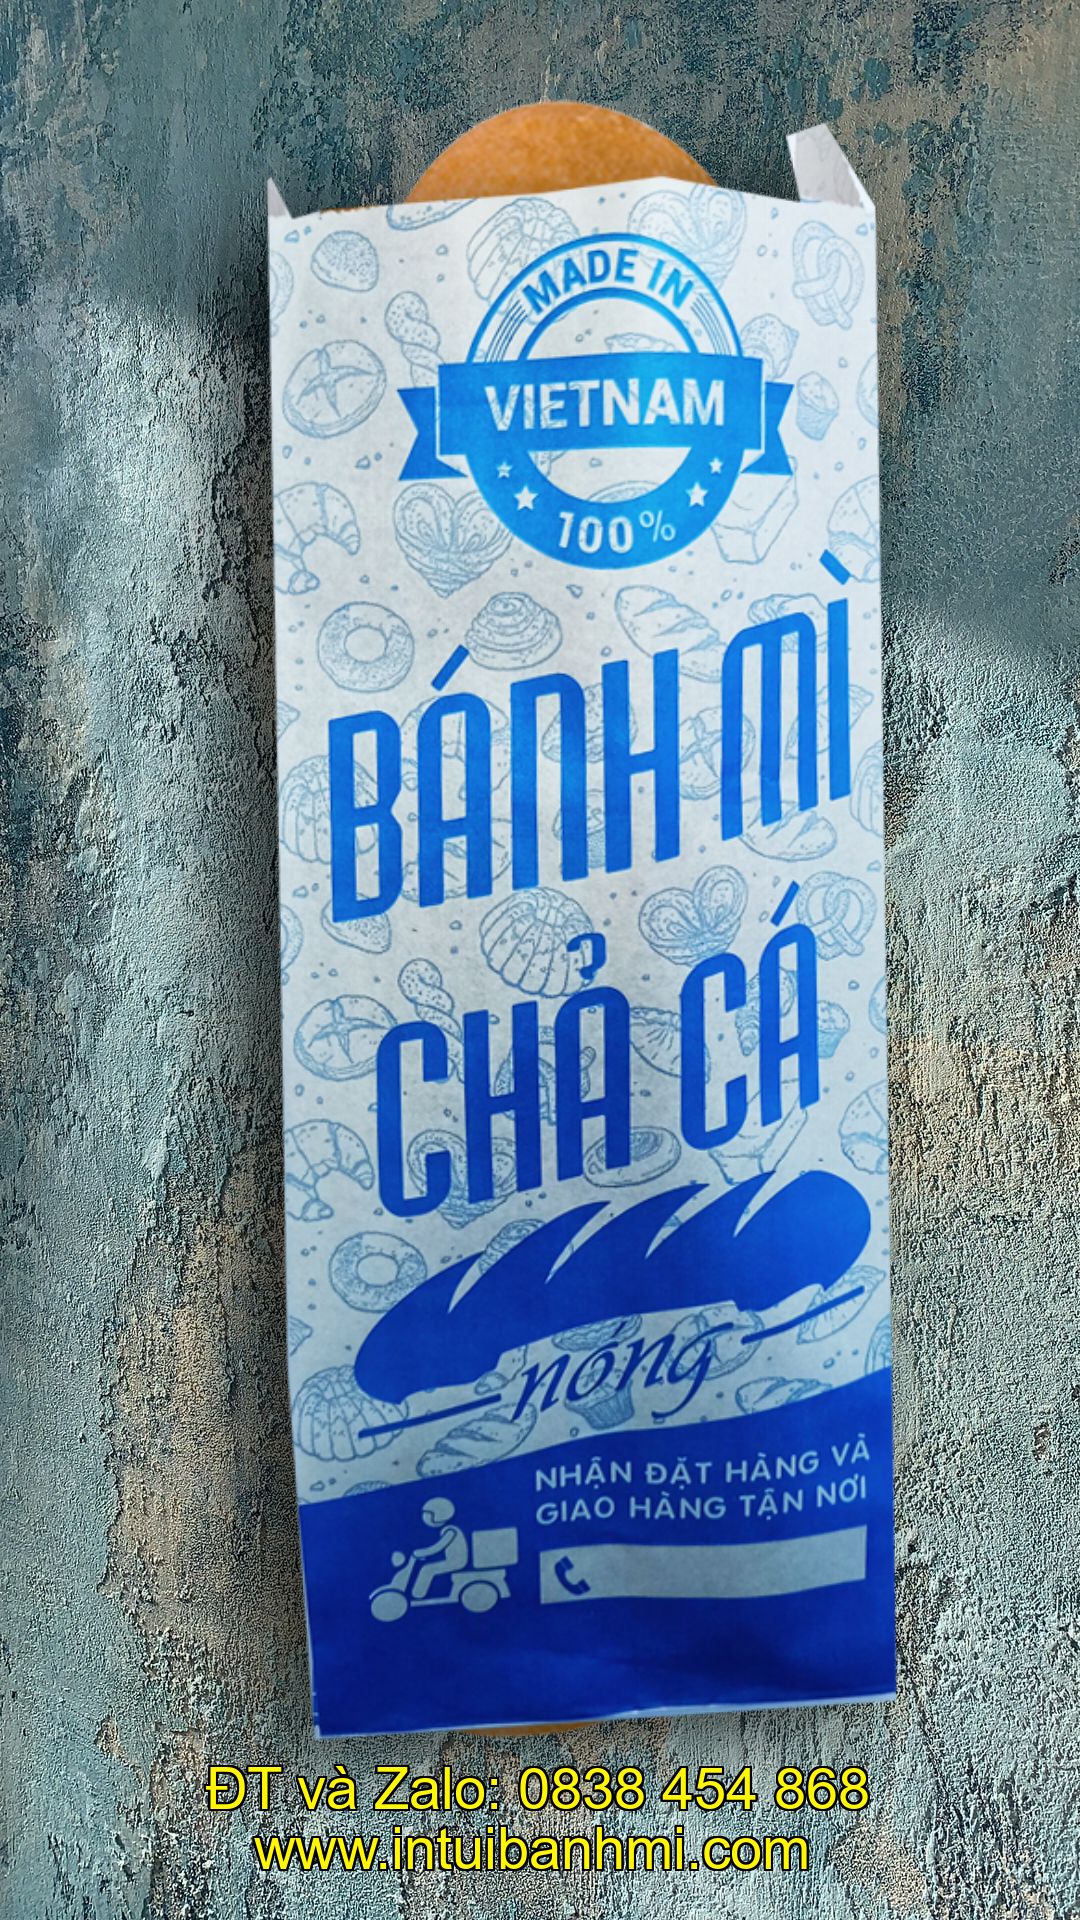 MADE IN
VIETNAM
100%
BÁNH MÌ
CHẢ CÁ
nóng
NHẬN ĐẶT HÀNG VÀ
GIAO HÀNG TẬN NƠI
ĐT và Zalo: 0838 454 868
www.intuibanhmi.com